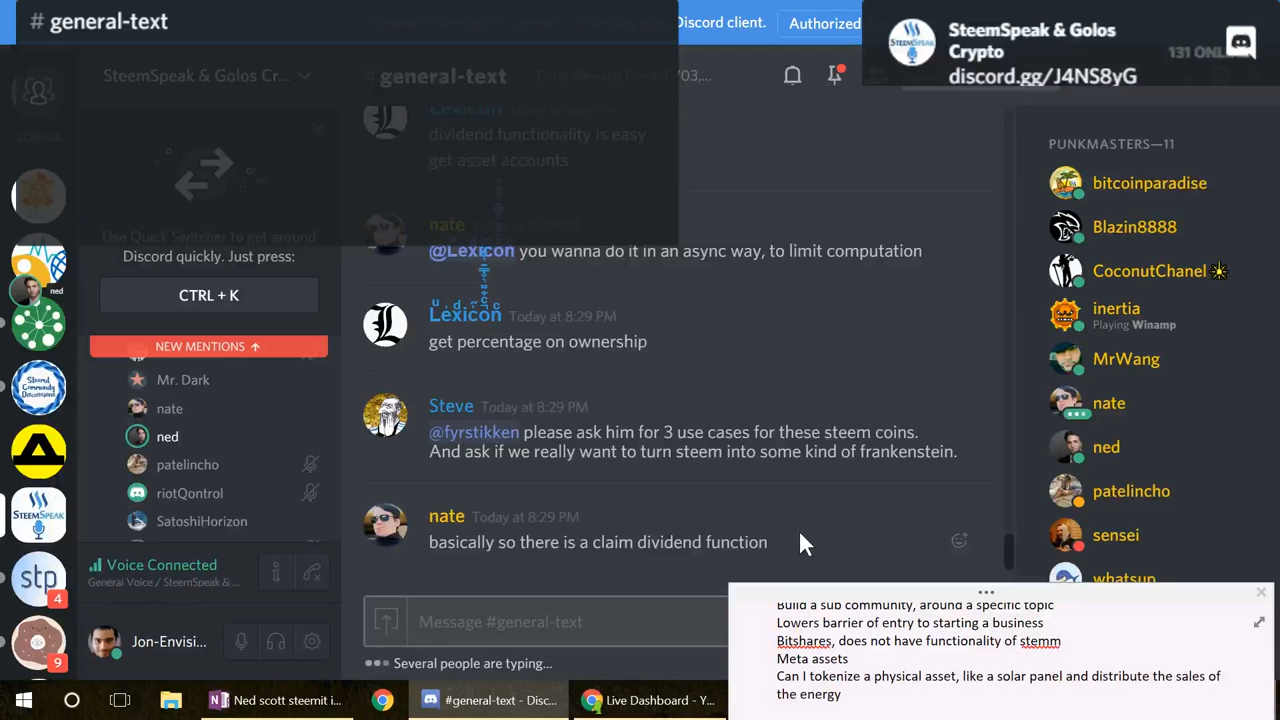 # general-text
Discord client.
Authorized
SteemSpeak & Golos
Crypto
discord.gg/J4NS8yG
131 ONL
SteemSpeak & Golos Cr...
# general-text
Use Quick Switcher to get around
Discord quickly. Just press:
CTRL + K
NEW MENTIONS ↑
Mr. Dark
nate
ned
patelincho
riotQontrol
SatoshiHorizon
Voice Connected
General Voice / SteemSpeak & ...
Jon-Envisi...
ned
STEEMSPEAK
stp
4
9
Lexicon
dividend functionality is easy
get asset accounts
nate
@Lexicon you wanna do it in an async way, to limit computation
Lexicon Today at 8:29 PM
get percentage on ownership
Steve Today at 8:29 PM
@fyrstikken please ask him for 3 use cases for these steem coins.
And ask if we really want to turn steem into some kind of frankenstein.
nate Today at 8:29 PM
basically so there is a claim dividend function
Message #general-text
Several people are typing...
PUNKMASTERS—11
bitcoinparadise
Blazin8888
CoconutChanel
inertia
Playing Winamp
MrWang
nate
ned
patelincho
sensei
whatsup
Build a sub community, around a specific topic
Lowers barrier of entry to starting a business
Bitshares, does not have functionality of stemm
Meta assets
Can I tokenize a physical asset, like a solar panel and distribute the sales of
the energy
Ned scott steemit i...
#general-text - Disc...
Live Dashboard - Y...